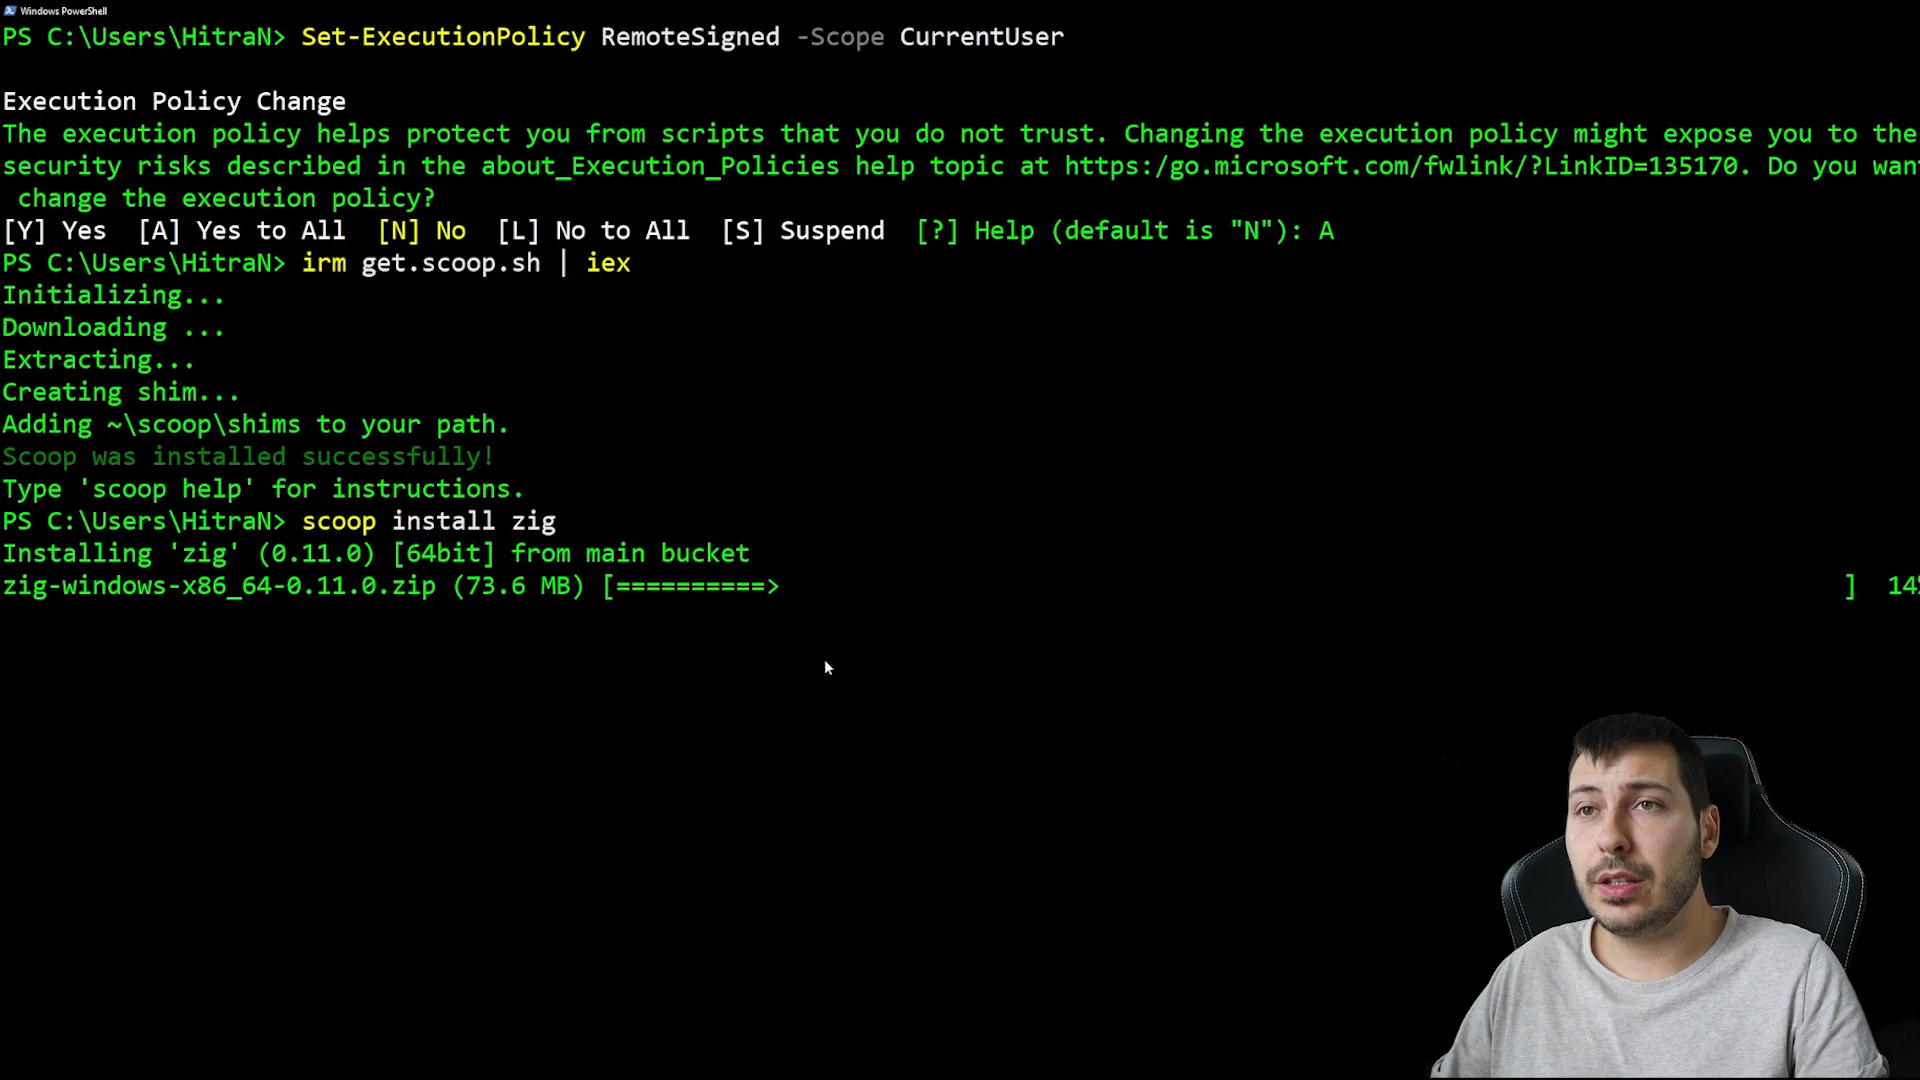 Windows PowerShell
PS C:\Users\HitraN> Set-ExecutionPolicy RemoteSigned -Scope CurrentUser
Execution Policy Change
The execution policy helps protect you from scripts that you do not trust. Changing the execution policy might expose you to the
security risks described in the about_Execution_Policies help topic at https:/go.microsoft.com/fwlink/?LinkID=135170. Do you wan
change the execution policy?
[Y] Yes  [A] Yes to All  [N] No  [L] No to All  [S] Suspend  [?] Help (default is "N"): A
PS C:\Users\HitraN> irm get.scoop.sh | iex
Initializing...
Downloading ...
Extracting...
Creating shim...
Adding ~\scoop\shims to your path.
Scoop was installed successfully!
Type 'scoop help' for instructions.
PS C:\Users\HitraN> scoop install zig
Installing 'zig' (0.11.0) [64bit] from main bucket
zig-windows-x86_64-0.11.0.zip (73.6 MB) [==========> ] 14%